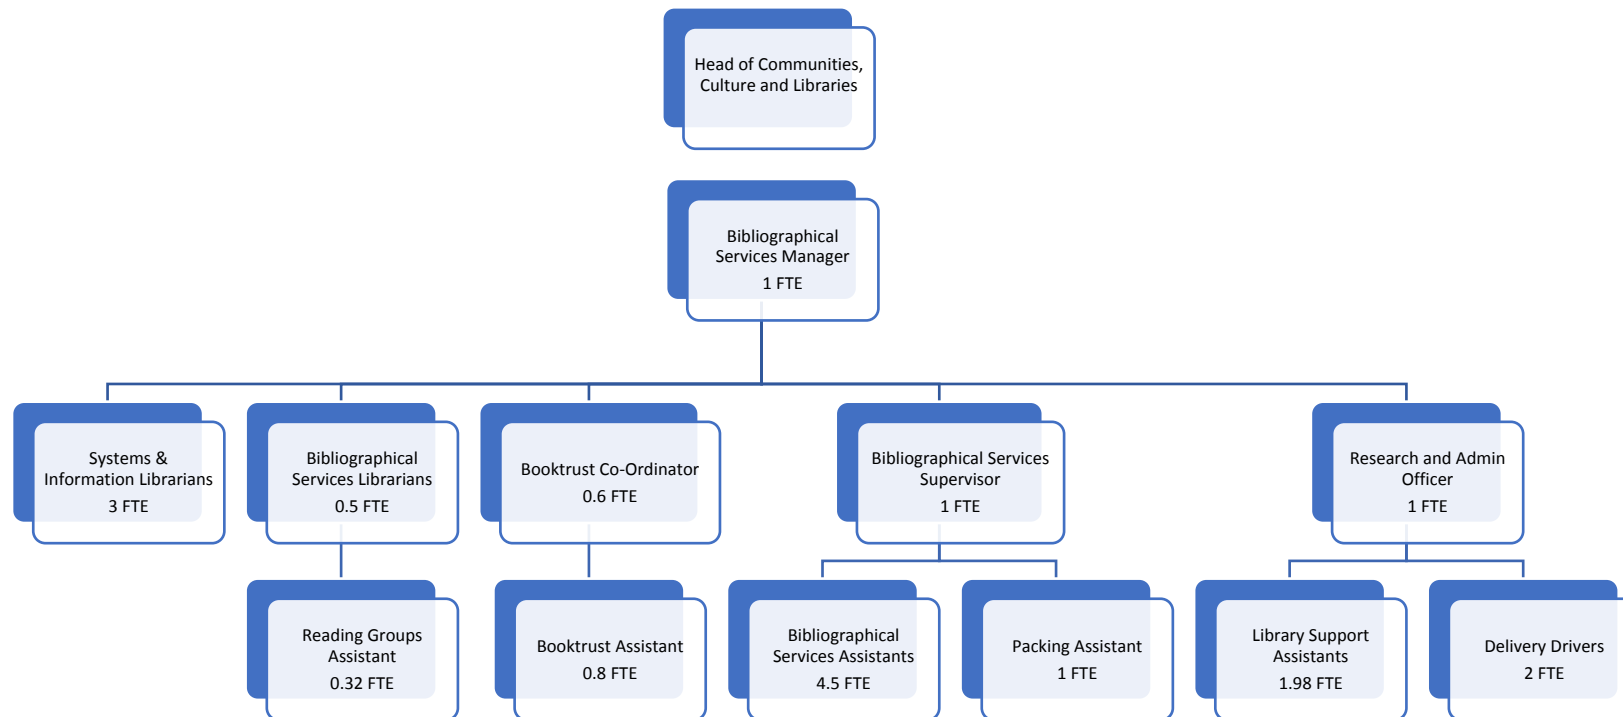 Head of Communities,
Culture and Libraries
Bibliographical
Services Manager
1 FTE
Systems &
Information Librarians
3 FTE
Bibliographical
Services Librarians
0.5 FTE
Booktrust Co-Ordinator
0.6 FTE
Bibliographical Services
Supervisor
1 FTE
Research and Admin
Officer
1 FTE
Reading Groups
Assistant
0.32 FTE
Booktrust Assistant
0.8 FTE
Bibliographical
Services Assistants
4.5 FTE
Packing Assistant
1 FTE
Library Support
Assistants
1.98 FTE
Delivery Drivers
2 FTE